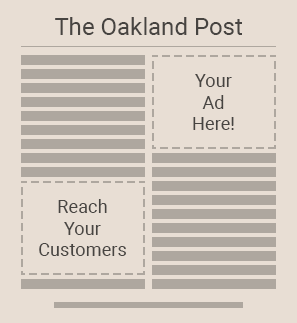 The Oakland Post
Your
Ad
Here!
Reach
Your
Customers